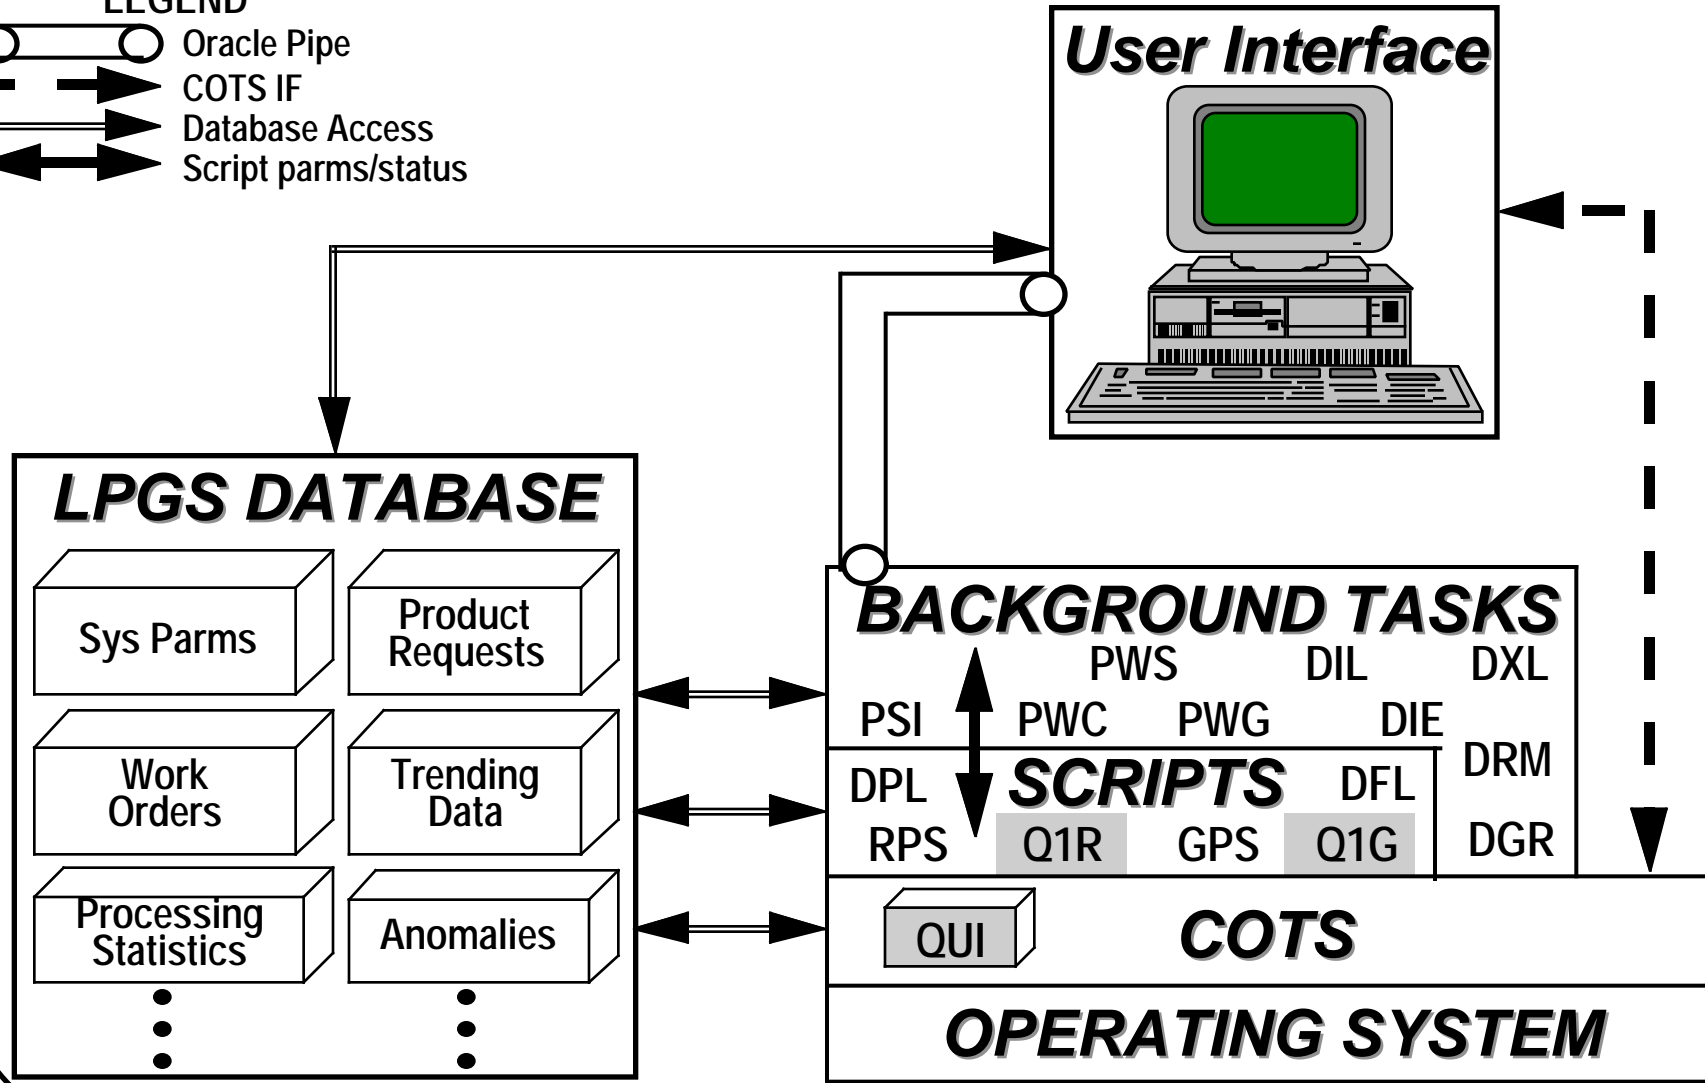 LEGEND
Oracle Pipe
COTS IF
Database Access
Script parms/status
User Interface
LPGS DATABASE
Sys Parms
Product
Requests
Work
Orders
Trending
Data
Processing
Statistics
Anomalies
BACKGROUND TASKS
PWS DIL DXL
PSI PWC PWG DIE
DRM
SCRIPTS
DPL DFL
RPS Q1R GPS Q1G DGR
QUI COTS
OPERATING SYSTEM